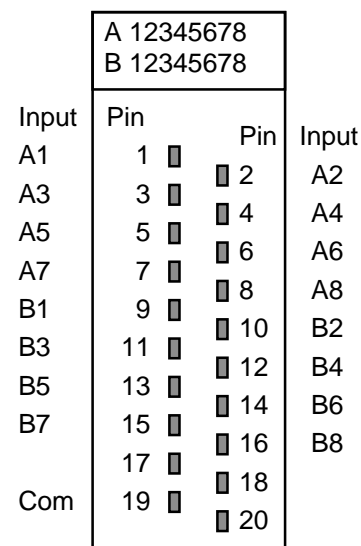 A 12345678
B 12345678
Input Pin
Pin Input
A1 1
2 A2
A3 3
4 A4
A5 5
6 A6
A7 7
8 A8
B1 9
10 B2
B3 11
12 B4
B5 13
14 B6
B7 15
16 B8
17
18
Com 19
20